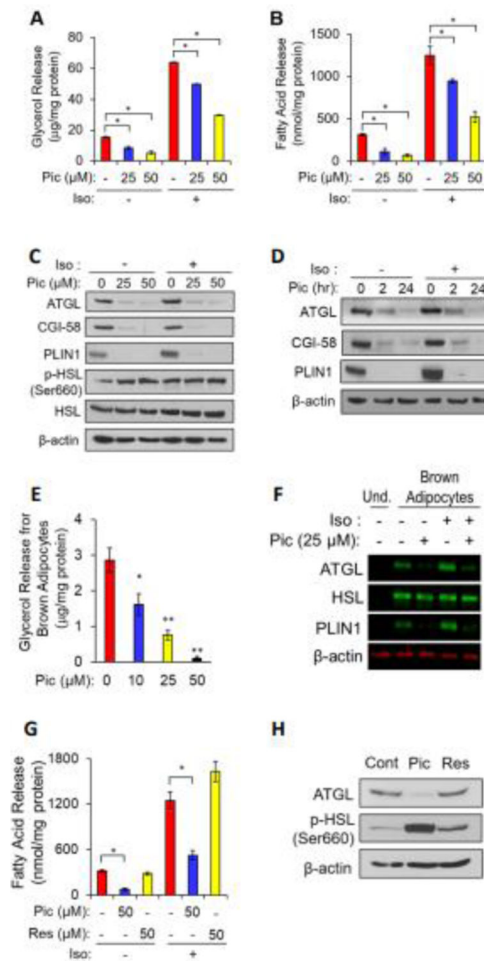 A
Glycerol Release
(µg/mg protein)
80
60
40
20
0
* * * *
Pic (µM): - 25 50 - 25 50
Iso: - +
B
Fatty Acid Release
(nmol/mg protein)
1500
1000
500
0
* * * *
Pic (µM): - 25 50 - 25 50
Iso: - +
C
Iso : - +
Pic (µM): 0 25 50 0 25 50
ATGL
CGI-58
PLIN1
p-HSL
(Ser660)
HSL
β-actin
D
Iso : - +
Pic (hr): 0 2 24 0 2 24
ATGL
CGI-58
PLIN1
β-actin
E
Glycerol Release from
Brown Adipocytes
(µg/mg protein)
4
3
2
1
0
* ** **
Pic (µM): 0 10 25 50
F
Brown
Und. Adipocytes
Iso : - - - + +
Pic (25 µM): - - + - +
ATGL
HSL
PLIN1
β-actin
G
Fatty Acid Release
(nmol/mg protein)
1800
1200
600
0
* *
Pic (µM): - 50 - - 50 -
Res (µM): - - 50 - - 50
Iso: - +
H
Cont Pic Res
ATGL
p-HSL
(Ser660)
β-actin